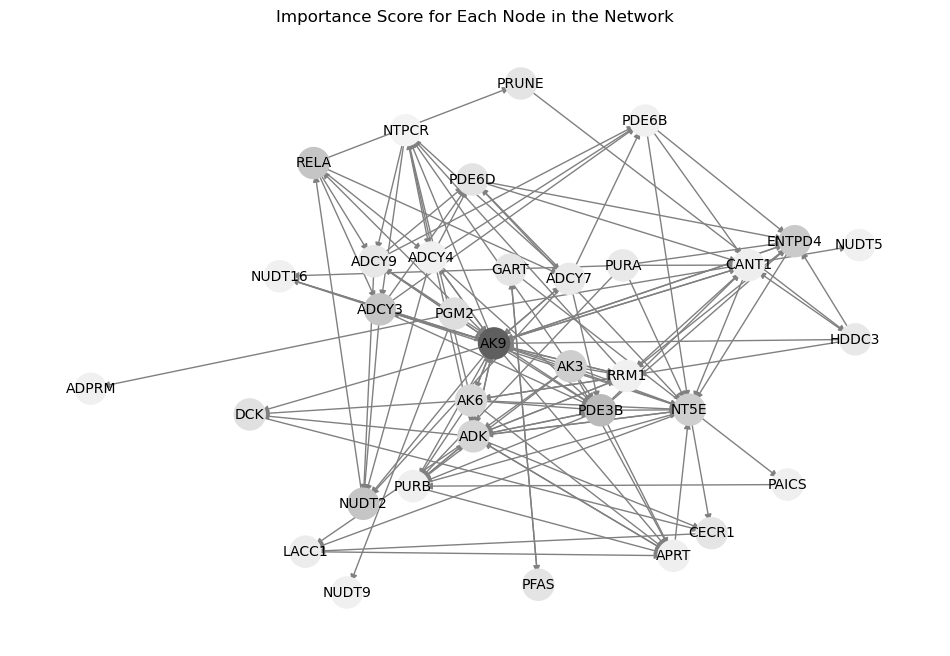 Importance Score for Each Node in the Network
PRUNE
PDE6B
NTPCR
RELA
PDE6D
ENTPD4
NUDT5
ADCY9
ADCY4
GART
PURA
CANT1
NUDT16
ADCY7
ADCY3
PGM2
HDDC3
AK9
AK3
RRM1
ADPRM
AK6
PDE3B
NT5E
DCK
ADK
PURB
PAICS
NUDT2
CECR1
LACC1
APRT
PFAS
NUDT9